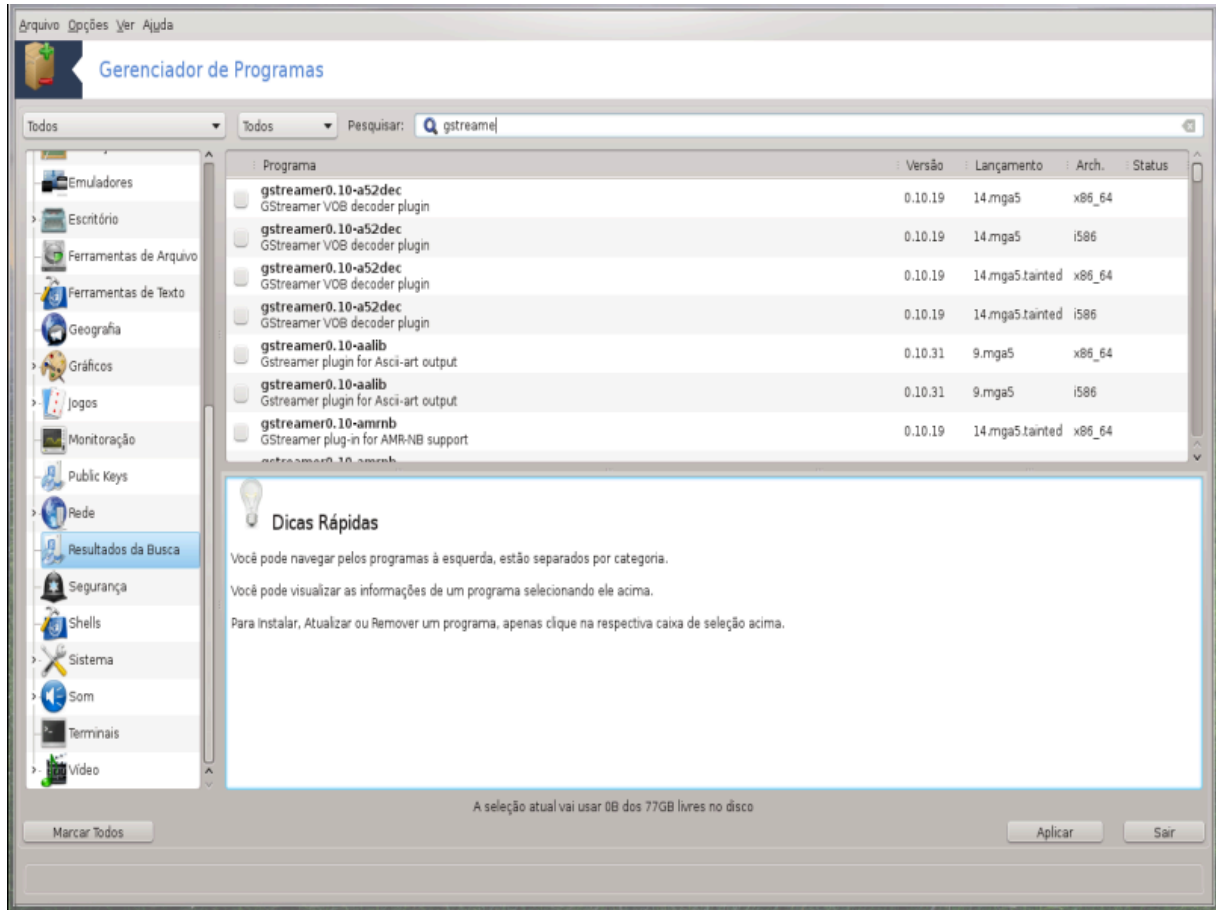 Arquivo Opções Ver Ajuda
Gerenciador de Programas
Todos Todos Pesquisar: gstreame
Programa Versão Lançamento Arch. Status
gstreamer0.10-a52dec
GStreamer VOB decoder plugin
0.10.19 14.mga5 x86_64
gstreamer0.10-a52dec
GStreamer VOB decoder plugin
0.10.19 14.mga5 i586
gstreamer0.10-a52dec
GStreamer VOB decoder plugin
0.10.19 14.mga5.tainted x86_64
gstreamer0.10-a52dec
GStreamer VOB decoder plugin
0.10.19 14.mga5.tainted i586
gstreamer0.10-aalib
Gstreamer plugin for Ascii-art output
0.10.31 9.mga5 x86_64
gstreamer0.10-aalib
Gstreamer plugin for Ascii-art output
0.10.31 9.mga5 i586
gstreamer0.10-amrnb
GStreamer plug-in for AMR-NB support
0.10.19 14.mga5.tainted x86_64
gstreamer0.10-amrnb
Emuladores
Escritório
Ferramentas de Arquivo
Ferramentas de Texto
Geografia
Gráficos
Jogos
Monitoração
Public Keys
Rede
Resultados da Busca
Segurança
Shells
Sistema
Som
Terminais
Vídeo
Dicas Rápidas
Você pode navegar pelos programas à esquerda, estão separados por categoria.
Você pode visualizar as informações de um programa selecionando ele acima.
Para Instalar, Atualizar ou Remover um programa, apenas clique na respectiva caixa de seleção acima.
A seleção atual vai usar 0B dos 77GB livres no disco
Marcar Todos Aplicar Sair